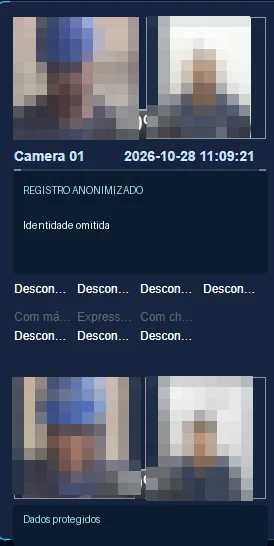 Camera 01 2026-10-28 11:09:21
REGISTRO ANONIMIZADO
Identidade omitida
Descon... Descon... Descon... Descon...
Com má... Express... Com ch...
Descon... Descon... Descon...
Dados protegidos